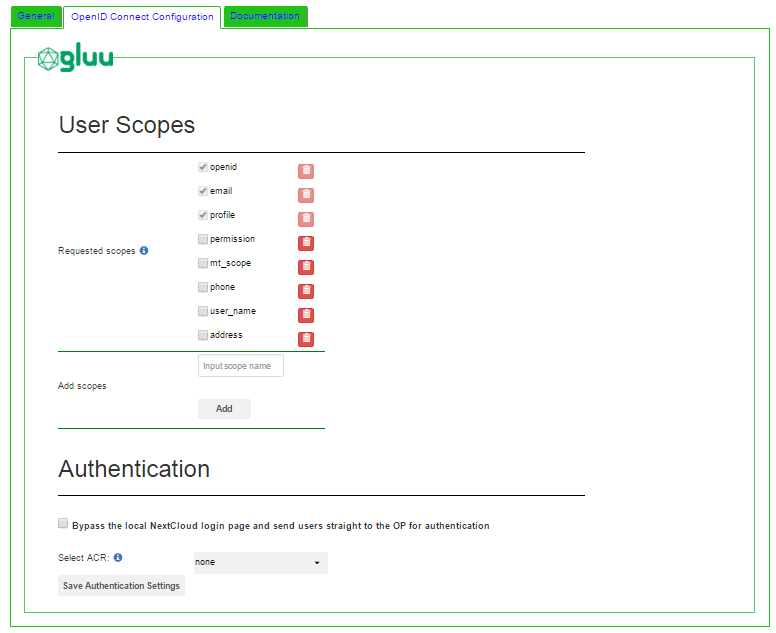 General OpenID Connect Configuration Documentation
gluu
User Scopes
openid
email
profile
permission
Requested scopes
mt_scope
phone
user_name
address
Input scope name
Add scopes
Add
Authentication
Bypass the local NextCloud login page and send users straight to the OP for authentication
Select ACR: none
Save Authentication Settings